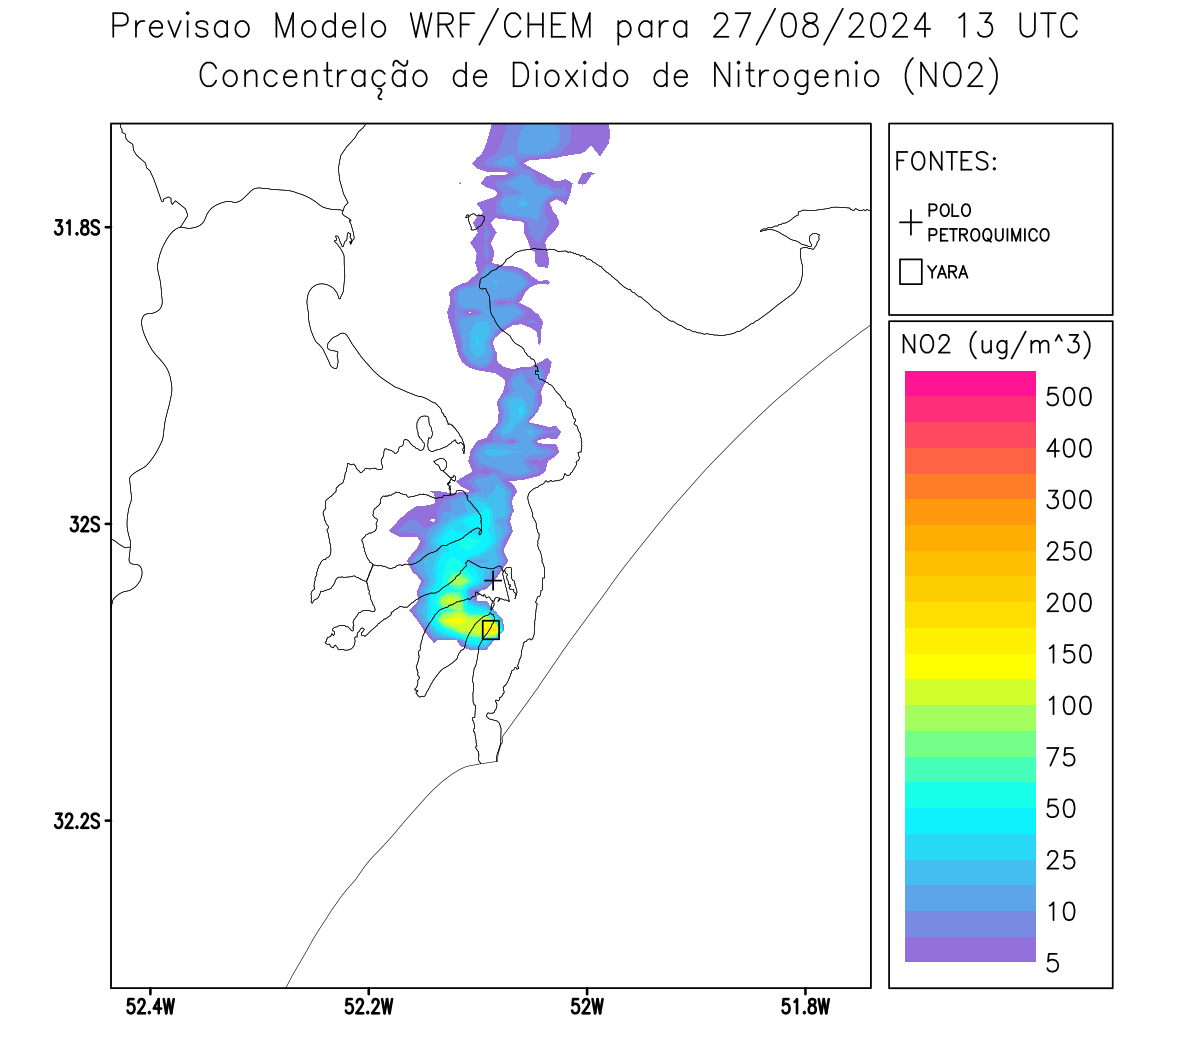 Previsao Modelo WRF/CHEM para 27/08/2024 13 UTC
Concentração de Dioxido de Nitrogenio (NO2)
FONTES:
POLO
PETROQUIMICO
YARA
NO2 (ug/m^3)
500
400
300
250
200
150
100
75
50
25
10
5
31.8S
32S
32.2S
52.4W
52.2W
52W
51.8W